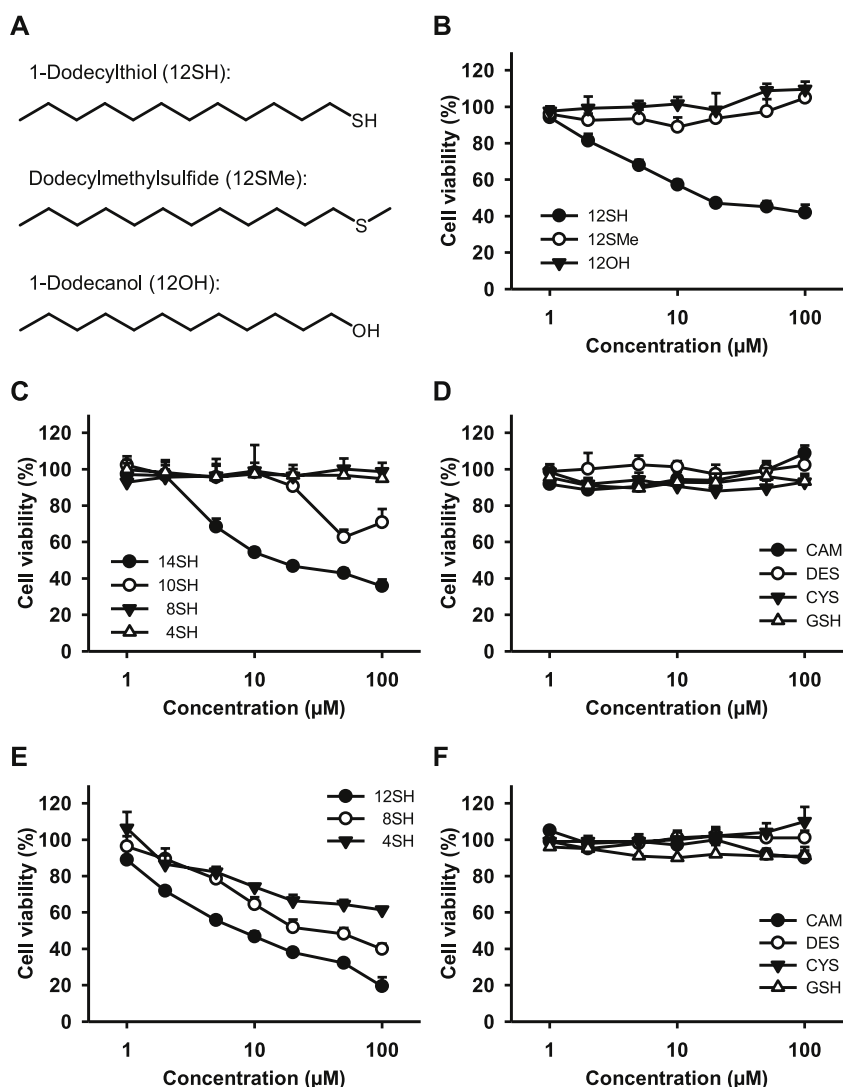 A
1-Dodecylthiol (12SH):
SH
Dodecylmethylsulfide (12SMe):
S
1-Dodecanol (12OH):
OH
B
Cell viability (%)
120
100
80
60
40
20
0
12SH
12SMe
12OH
1 10 100
Concentration (µM)
C
Cell viability (%)
120
100
80
60
40
20
0
14SH
10SH
8SH
4SH
1 10 100
Concentration (µM)
D
Cell viability (%)
120
100
80
60
40
20
0
CAM
DES
CYS
GSH
1 10 100
Concentration (µM)
E
Cell viability (%)
120
100
80
60
40
20
0
12SH
8SH
4SH
1 10 100
Concentration (µM)
F
Cell viability (%)
120
100
80
60
40
20
0
CAM
DES
CYS
GSH
1 10 100
Concentration (µM)